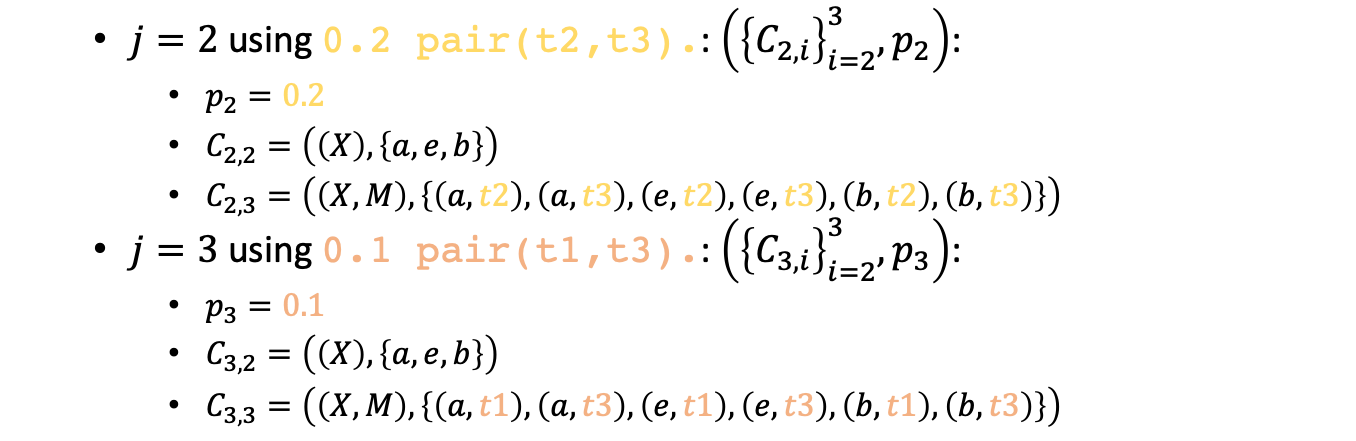 • j = 2 using 0.2 pair(t2,t3).: ({C₂,ᵢ}³ᵢ₌₂, p₂):
• p₂ = 0.2
• C₂,₂ = ((X), {a, e, b})
• C₂,₃ = ((X, M), {(a, t2), (a, t3), (e, t2), (e, t3), (b, t2), (b, t3)})
• j = 3 using 0.1 pair(t1,t3).: ({C₃,ᵢ}³ᵢ₌₂, p₃):
• p₃ = 0.1
• C₃,₂ = ((X), {a, e, b})
• C₃,₃ = ((X, M), {(a, t1), (a, t3), (e, t1), (e, t3), (b, t1), (b, t3)})